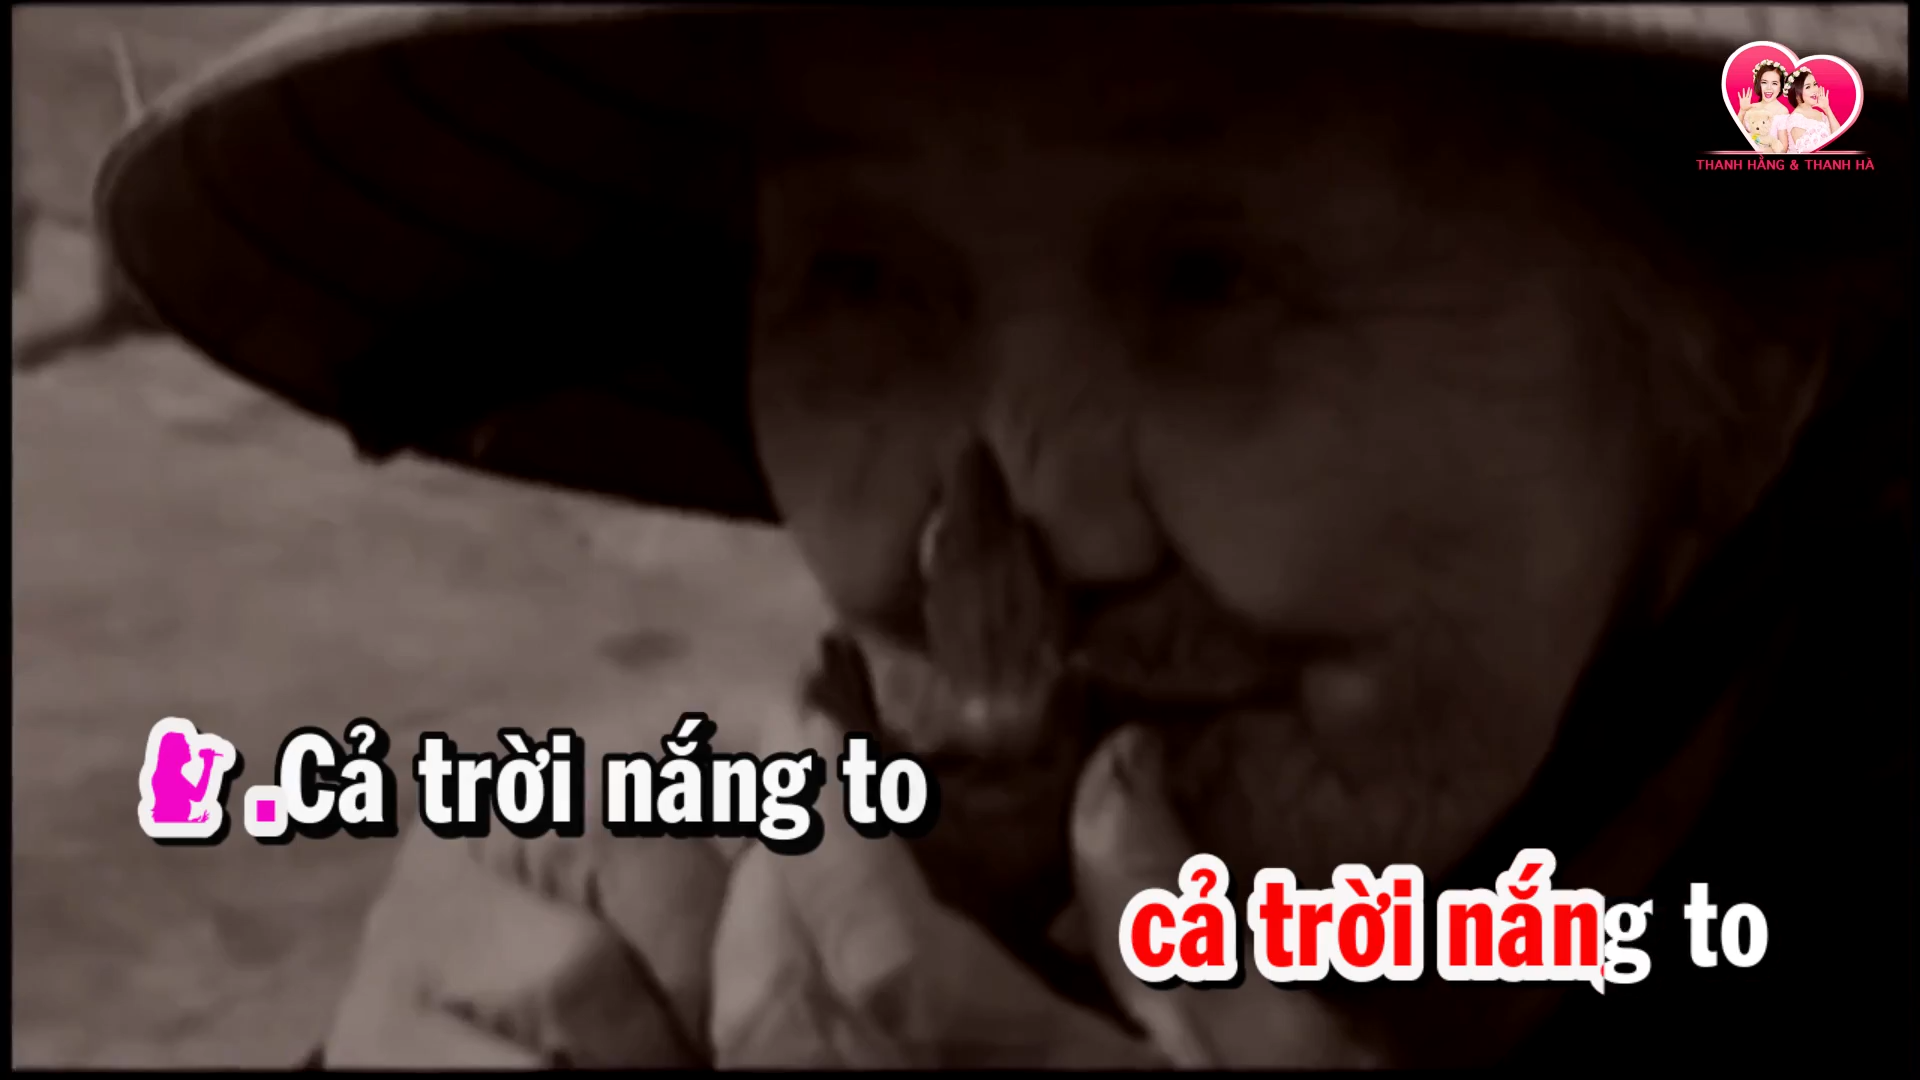 THANH HẰNG & THANH HÀ
.Cả trời nắng to
cả trời nắng to